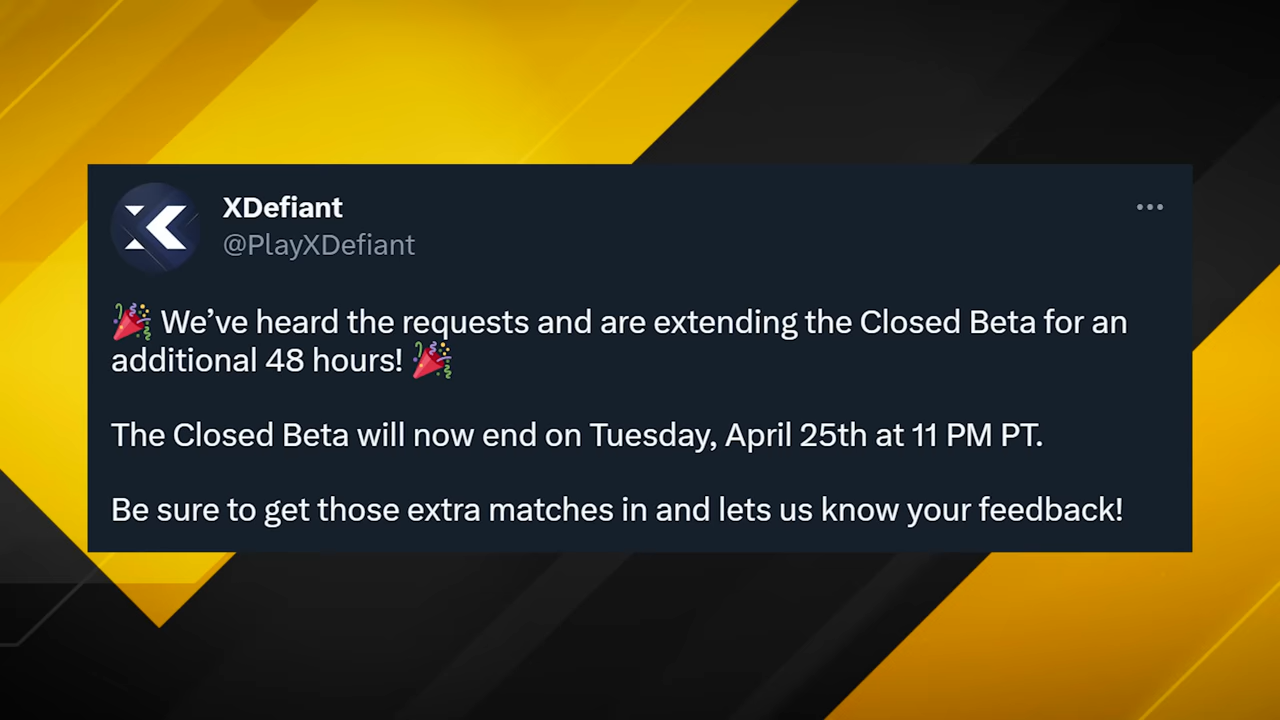 XDefiant
@PlayXDefiant
🎉 We’ve heard the requests and are extending the Closed Beta for an
additional 48 hours! 🎉
The Closed Beta will now end on Tuesday, April 25th at 11 PM PT.
Be sure to get those extra matches in and lets us know your feedback!